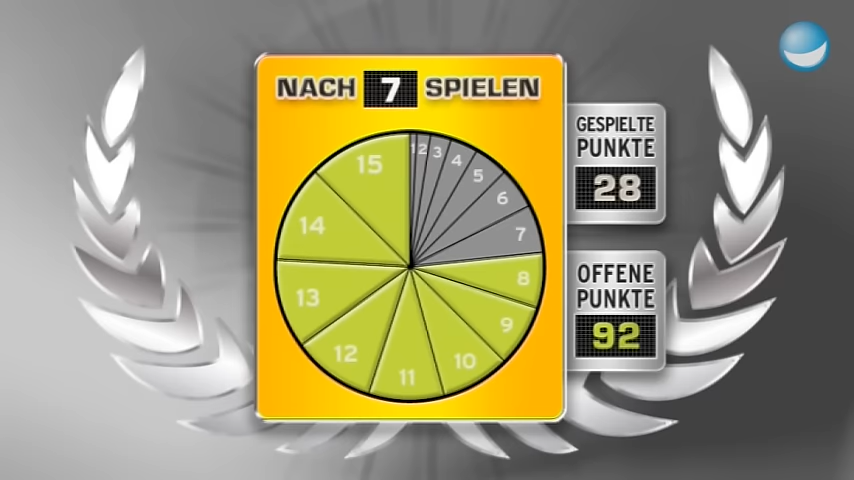 NACH 7 SPIELEN
1 2 3 4 5 6 7 8 9 10 11 12 13 14 15
GESPIELTE
PUNKTE
28
OFFENE
PUNKTE
92